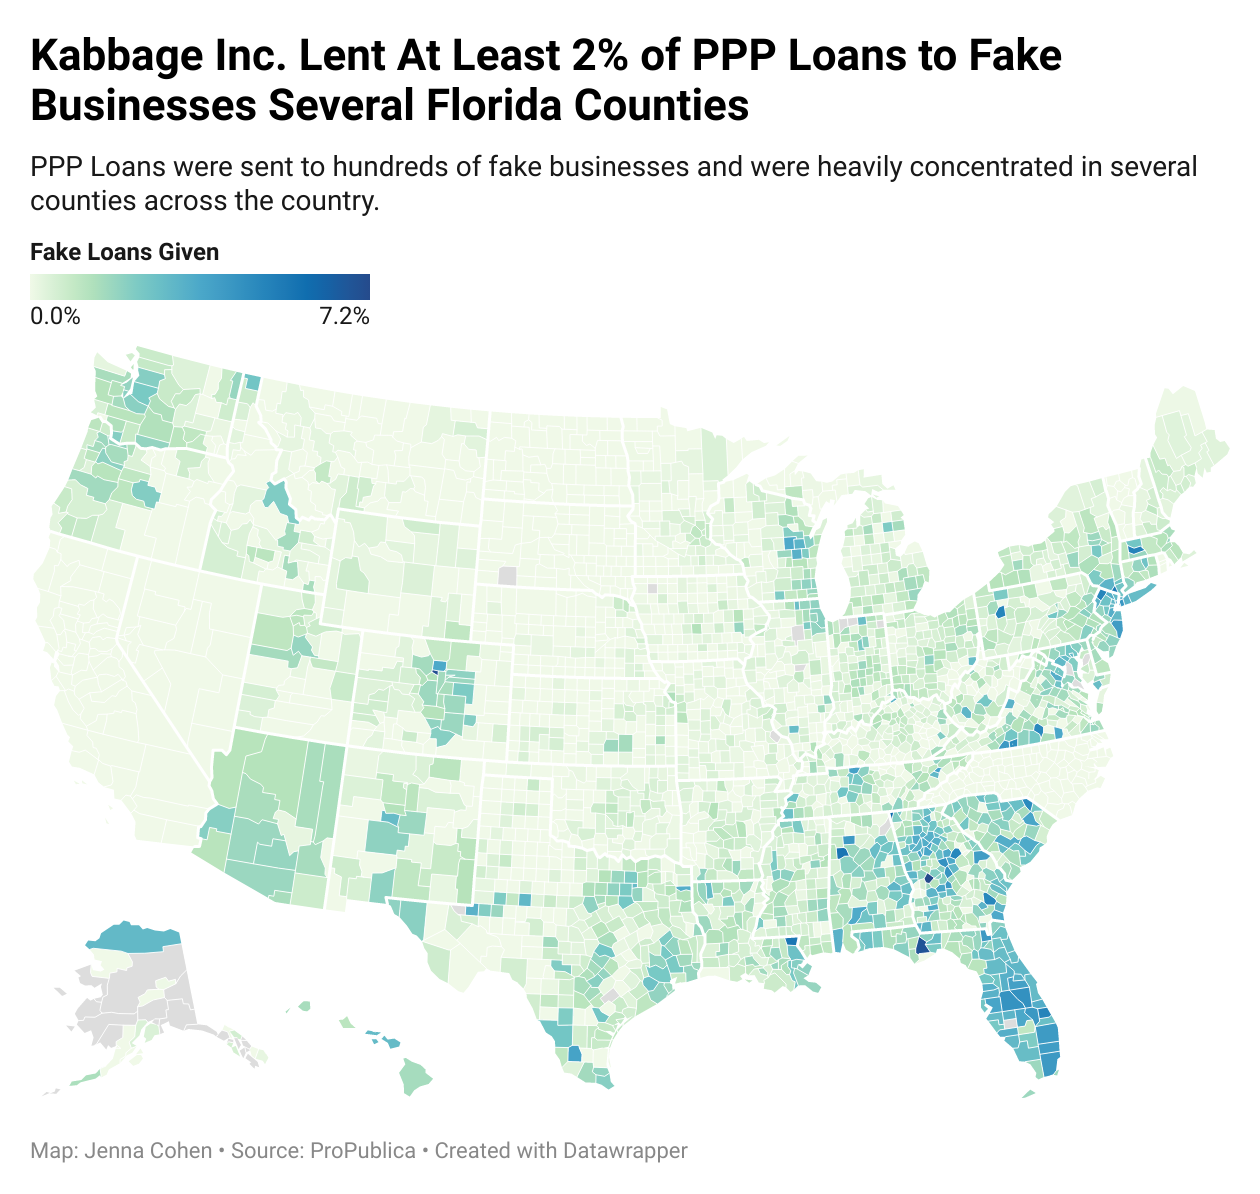 Kabbage Inc. Lent At Least 2% of PPP Loans to Fake
Businesses Several Florida Counties
PPP Loans were sent to hundreds of fake businesses and were heavily concentrated in several
counties across the country.
Fake Loans Given
0.0% 7.2%
Map: Jenna Cohen • Source: ProPublica • Created with Datawrapper